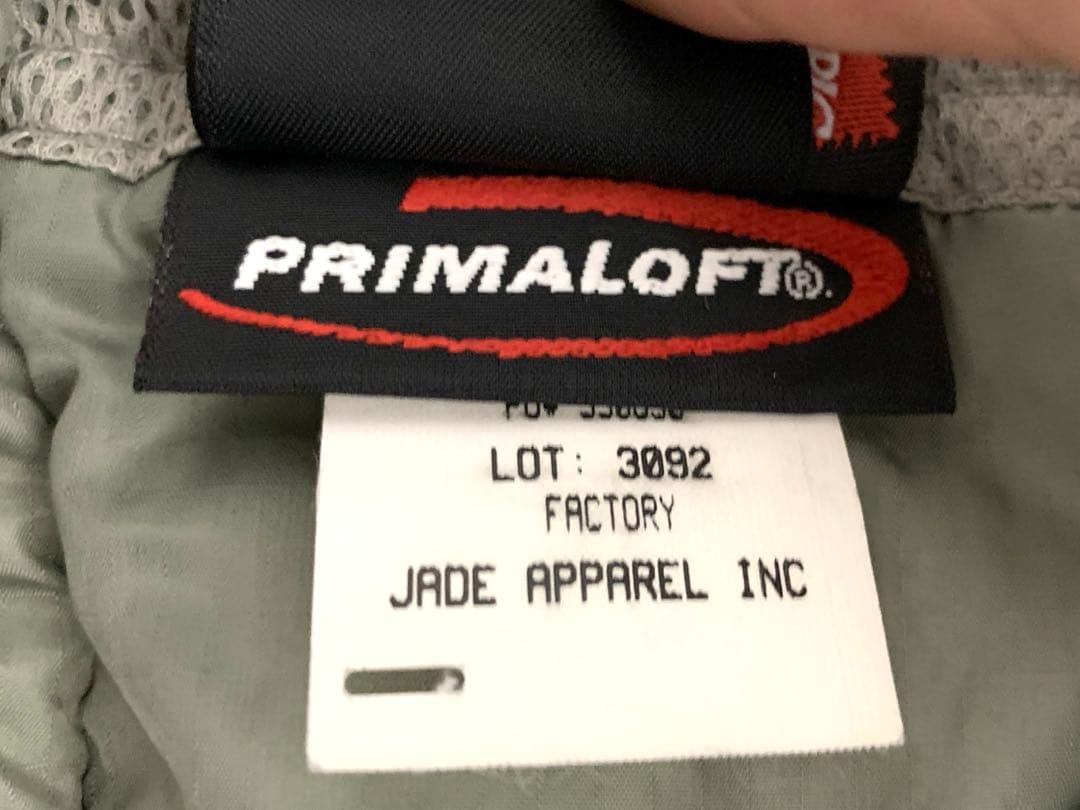 PRIMALOFT®.
LOT: 3092
FACTORY
JADE APPAREL INC